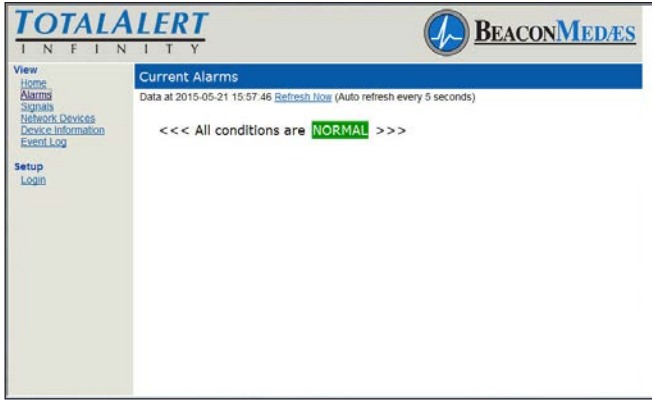 TOTALALERT
INFINITY
BEACONMEDÆS
View
Home
Alarms
Signals
Network Devices
Device Information
Event Log
Setup
Login
Current Alarms
Data at 2015-05-21 15:57:46 Refresh Now (Auto refresh every 5 seconds)
<<< All conditions are NORMAL >>>